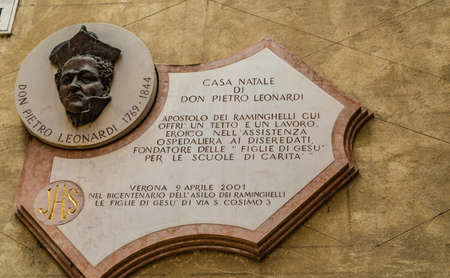 DON PIETRO LEONARDI 1769-1844
CASA NATALE
DI
DON PIETRO LEONARDI
APOSTOLO DEI RAMINGHELLI CUI
OFFRÌ UN TETTO E UN LAVORO,
EROICO NELL'ASSISTENZA
OSPEDALIERA AI DISEREDATI,
FONDATORE DELLE "FIGLIE DI GESÙ"
PER LE SCUOLE DI CARITÀ
VERONA 9 APRILE 2001
NEL BICENTENARIO DELL'ASILO DEI RAMINGHELLI
LE FIGLIE DI GESÙ DI VIA S. COSIMO 3
JHS